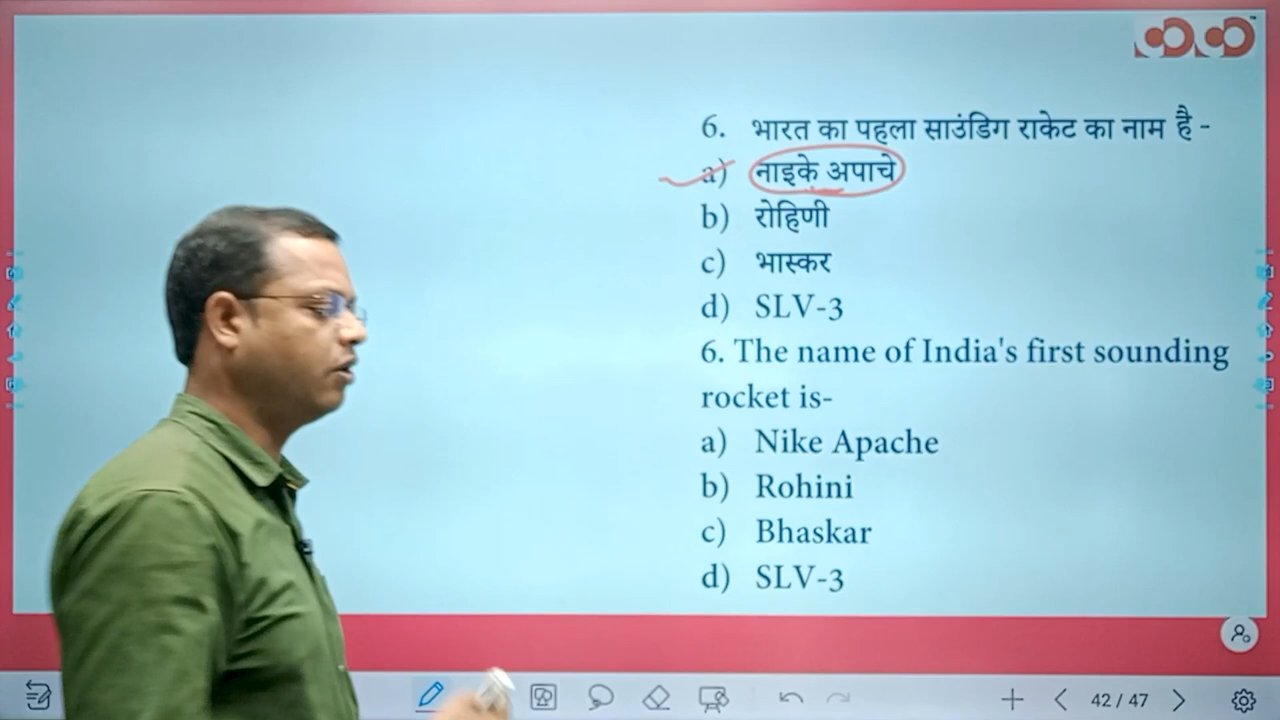 6. भारत का पहला साउंडिग राकेट का नाम है -
a) नाइके अपाचे
b) रोहिणी
c) भास्कर
d) SLV-3
6. The name of India's first sounding
rocket is-
a) Nike Apache
b) Rohini
c) Bhaskar
d) SLV-3
42 / 47